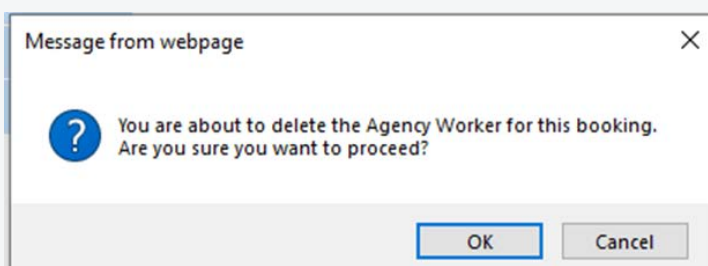 Message from webpage
You are about to delete the Agency Worker for this booking.
Are you sure you want to proceed?
OK
Cancel